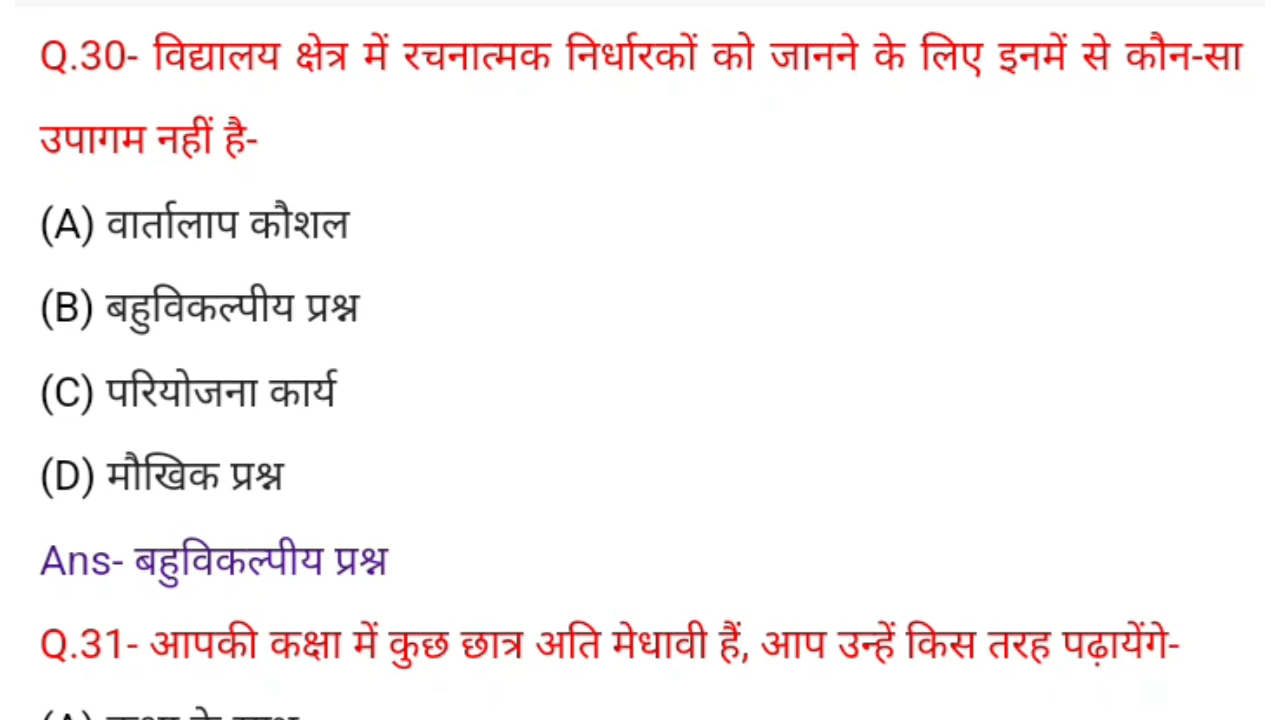 Q.30- विद्यालय क्षेत्र में रचनात्मक निर्धारकों को जानने के लिए इनमें से कौन-सा
उपागम नहीं है-
(A) वार्तालाप कौशल
(B) बहुविकल्पीय प्रश्न
(C) परियोजना कार्य
(D) मौखिक प्रश्न
Ans- बहुविकल्पीय प्रश्न
Q.31- आपकी कक्षा में कुछ छात्र अति मेधावी हैं, आप उन्हें किस तरह पढ़ायेंगे-